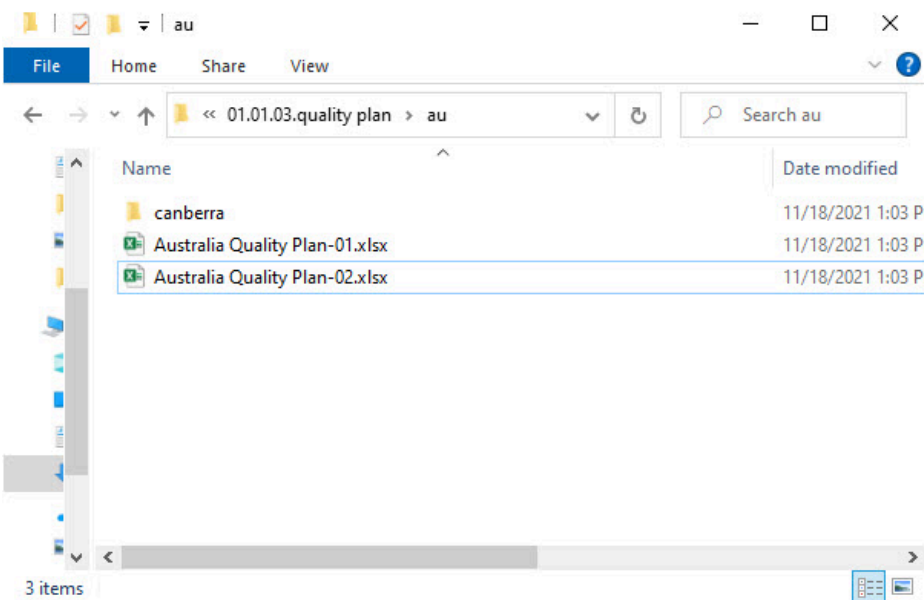 au
File Home Share View
?
« 01.01.03.quality plan > au Search au
Name Date modified
canberra 11/18/2021 1:03 P
Australia Quality Plan-01.xlsx 11/18/2021 1:03 P
Australia Quality Plan-02.xlsx 11/18/2021 1:03 P
3 items